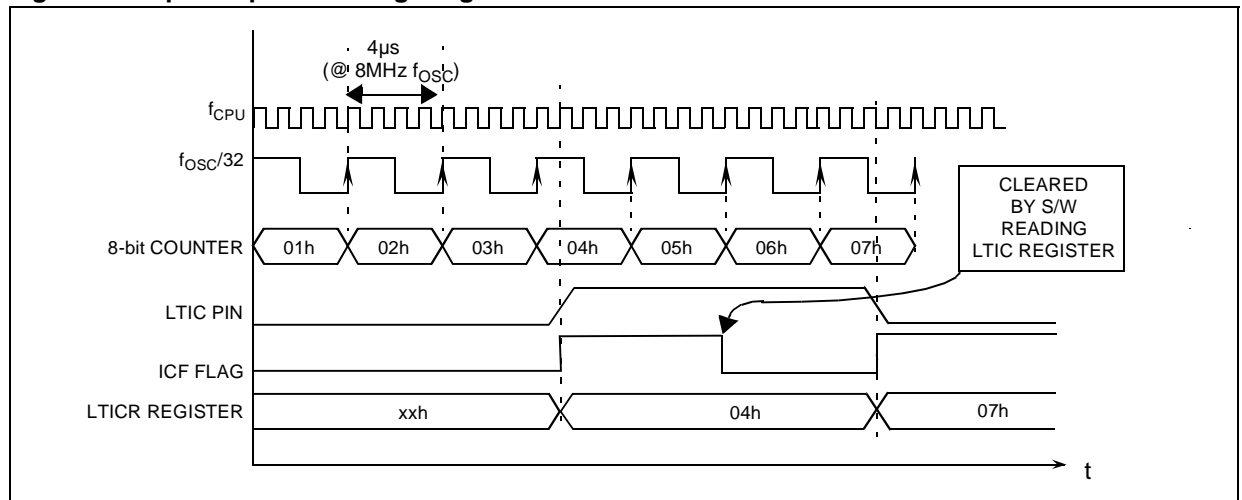 4µs
(@ 8MHz fOSC)
fCPU
fOSC/32
CLEARED
BY S/W
READING
LTIC REGISTER
8-bit COUNTER
01h
02h
03h
04h
05h
06h
07h
LTIC PIN
ICF FLAG
LTICR REGISTER
xxh
04h
07h
t